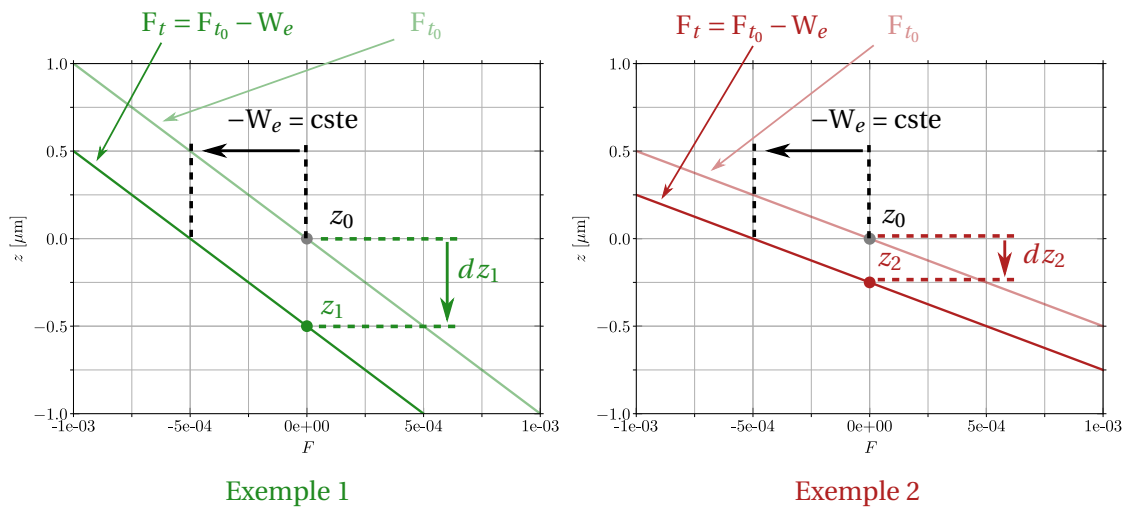 F_t = F_{t_0} − W_e
F_{t_0}
1.0
−W_e = cste
0.5
z_0
0.0
z [μm]
dz_1
z_1
−0.5
−1.0
-1e-03 -5e-04 0e+00 5e-04 1e-03
F
Exemple 1
F_t = F_{t_0} − W_e
F_{t_0}
1.0
−W_e = cste
0.5
z_0
0.0
z [μm]
z_2
dz_2
−0.5
−1.0
-1e-03 -5e-04 0e+00 5e-04 1e-03
F
Exemple 2